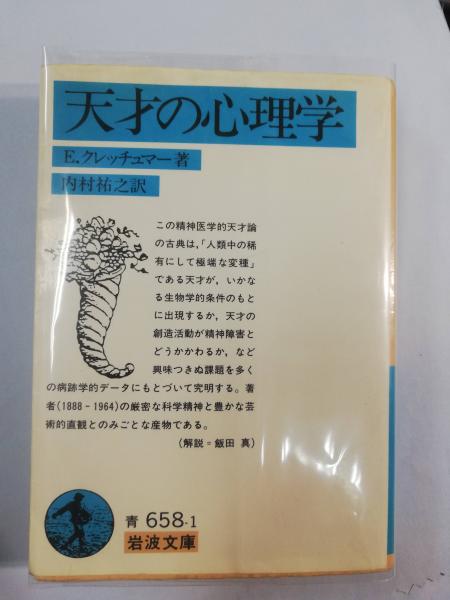 天才の心理学
E.クレッチュマー著
内村祐之訳
この精神医学的天才論
の古典は,「人類中の稀
有にして極端な変種」
である天才が, いかな
る生物学的条件のもと
に出現するか, 天才の
創造活動が精神障害と
どうかかわるか, など
興味つきぬ課題を多く
の病跡学的データにもとづいて究明する。著
者(1888-1964)の厳密な科学精神と豊かな芸
術的直観とのみごとな産物である。
(解説=飯田 真)
青 658-1
岩波文庫